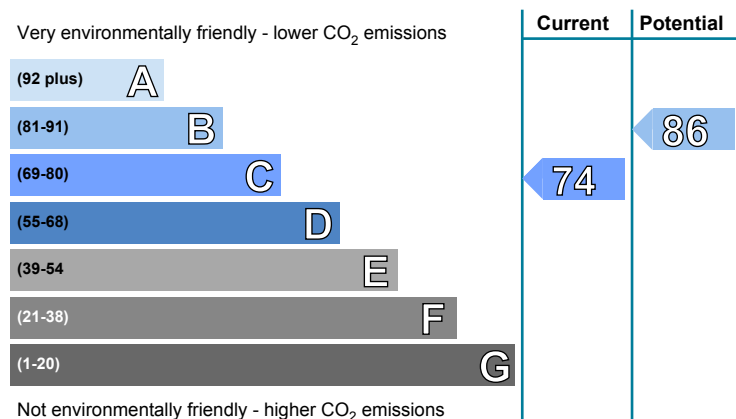 Very environmentally friendly - lower CO₂ emissions
Current
Potential
(92 plus) A
(81-91) B
86
(69-80) C
74
(55-68) D
(39-54 E
(21-38) F
(1-20) G
Not environmentally friendly - higher CO₂ emissions